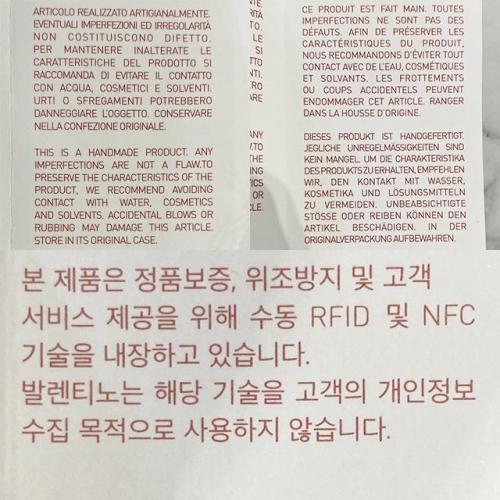 ARTICOLO REALIZZATO ARTIGIANALMENTE.
EVENTUALI IMPERFEZIONI ED IRREGOLARITÀ
NON COSTITUISCONO DIFETTO.
PER MANTENERE INALTERATE LE
CARATTERISTICHE DEL PRODOTTO SI
RACCOMANDA DI EVITARE IL CONTATTO
CON ACQUA, COSMETICI E SOLVENTI.
URTI O SFREGAMENTI POTREBBERO
DANNEGGIARE L'OGGETTO. CONSERVARE
NELLA CONFEZIONE ORIGINALE.
THIS IS A HANDMADE PRODUCT. ANY
IMPERFECTIONS ARE NOT A FLAW.TO
PRESERVE THE CHARACTERISTICS OF THE
PRODUCT, WE RECOMMEND AVOIDING
CONTACT WITH WATER, COSMETICS
AND SOLVENTS. ACCIDENTAL BLOWS OR
RUBBING MAY DAMAGE THIS ARTICLE.
STORE IN ITS ORIGINAL CASE.
CE PRODUIT EST FAIT MAIN. TOUTES
IMPERFECTIONS NE SONT PAS DES
DÉFAUTS. AFIN DE PRÉSERVER LES
CARACTÉRISTIQUES DU PRODUIT,
NOUS RECOMMANDONS D'ÉVITER TOUT
CONTACT AVEC DE L'EAU, COSMÉTIQUES
ET SOLVANTS. LES FROTTEMENTS
OU COUPS ACCIDENTELS PEUVENT
ENDOMMAGER CET ARTICLE. RANGER
DANS LA HOUSSE D'ORIGINE.
DIESES PRODUKT IST HANDGEFERTIGT.
JEGLICHE UNREGELMÄSSIGKEITEN SIND
KEIN MANGEL. UM DIE CHARAKTERISTIKA
DES PRODUKTS ZU ERHALTEN, EMPFEHLEN
WIR, DEN KONTAKT MIT WASSER,
KOSMETIKA UND LÖSUNGSMITTELN
ZU VERMEIDEN. UNBEABSICHTIGTE
STÖSSE ODER REIBEN KÖNNEN DEN
ARTIKEL BESCHÄDIGEN. IN DER
ORIGINALVERPACKUNG AUFBEWAHREN.
본 제품은 정품보증, 위조방지 및 고객
서비스 제공을 위해 수동 RFID 및 NFC
기술을 내장하고 있습니다.
발렌티노는 해당 기술을 고객의 개인정보
수집 목적으로 사용하지 않습니다.